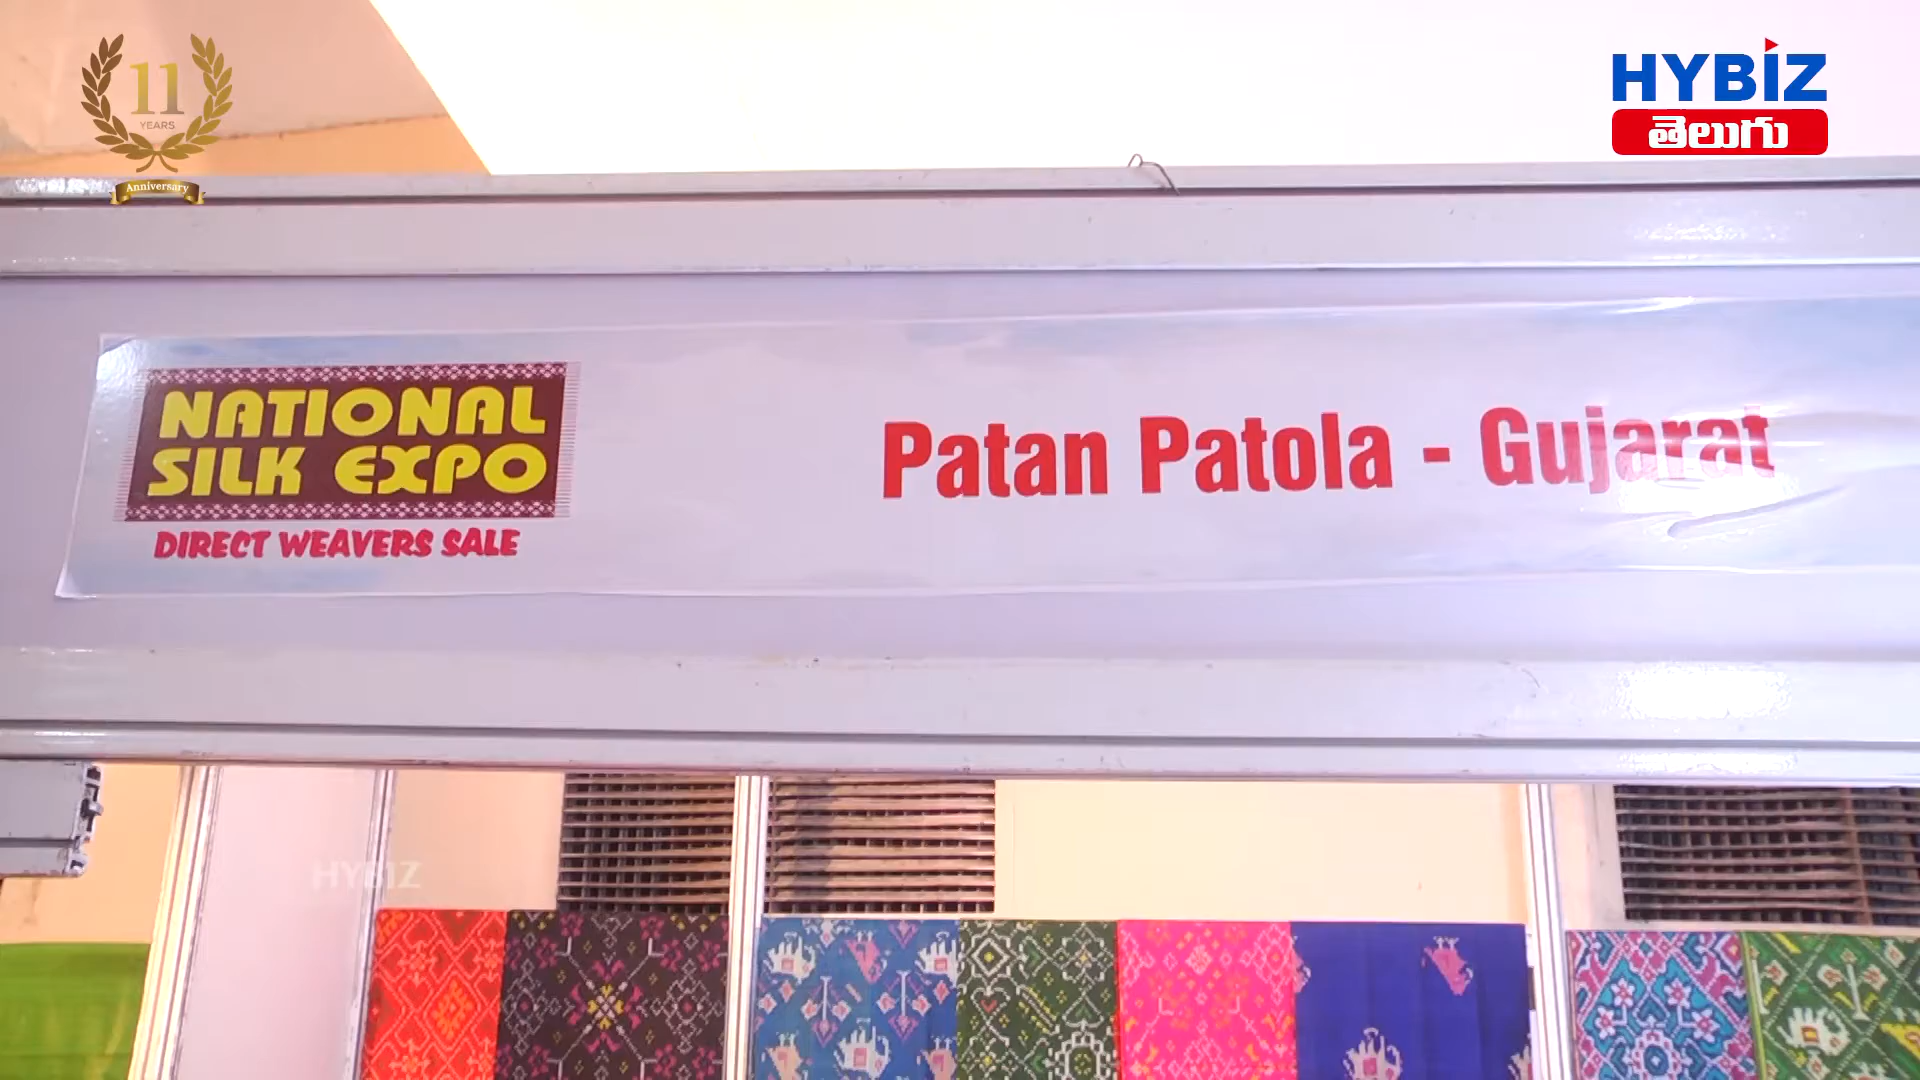 11
YEARS
Anniversary
HYBIZ
తెలుగు
NATIONAL
SILK EXPO
DIRECT WEAVERS SALE
Patan Patola - Gujarat
HYBIZ